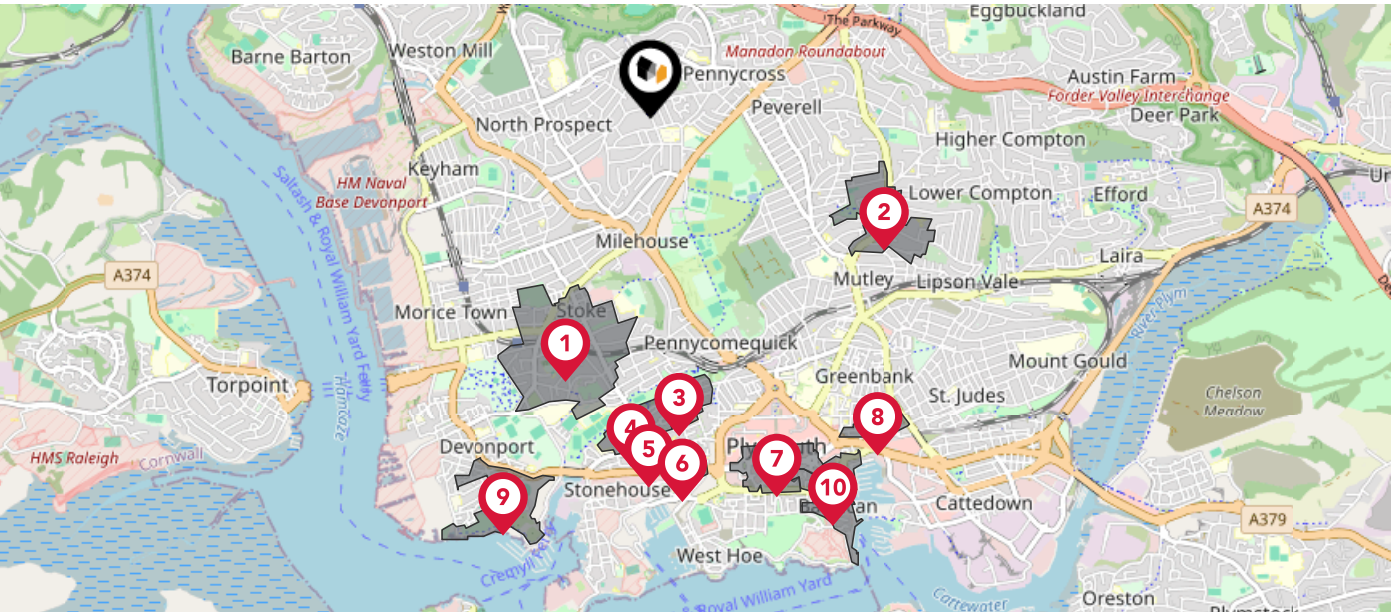 Eggbuckland
The Parkway
Weston Mill
Manadon Roundabout
Barne Barton
Pennycross
Austin Farm
Forder Valley Interchange
Peverell
Deer Park
North Prospect
Higher Compton
Keyham
HM Naval
Base Devonport
Lower Compton
Efford
2
A374
Saltash & Royal William Yard Ferry
Milehouse
Laira
A374
Mutley
Lipson Vale
River Plym
Morice Town
Stoke
1
Pennycomequick
Mount Gould
Torpoint
Greenbank
Hamoaze
St. Judes
Chelson
Meadow
3
8
4
Devonport
5
6
7
HMS Raleigh
Cornwall
Stonehouse
10
9
Cattedown
A379
West Hoe
Cremyll Ferry
Royal William Yard
Cattewater
Oreston
Plymstock